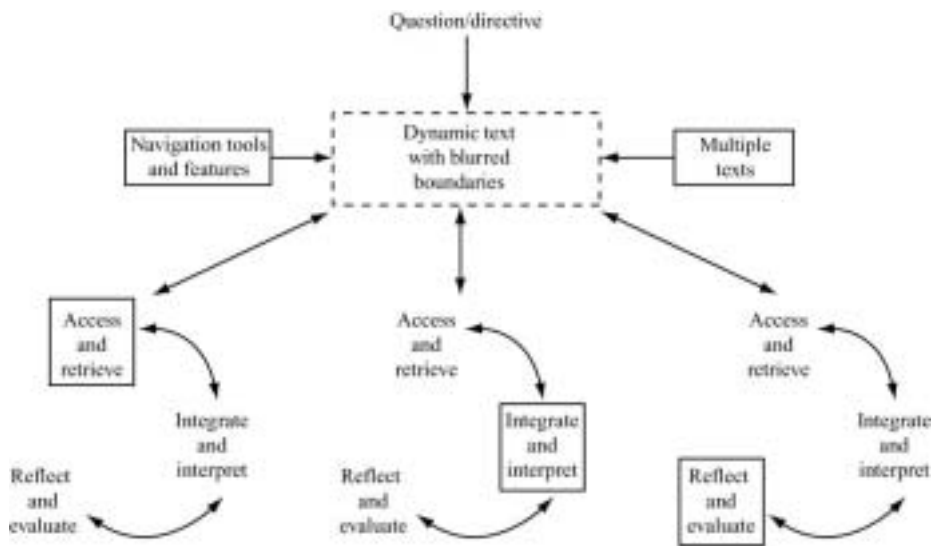 Question/directive
Navigation tools
and features
Dynamic text
with blurred
boundaries
Multiple
texts
Access
and
retrieve
Integrate
and
interpret
Reflect
and
evaluate
Access
and
retrieve
Integrate
and
interpret
Reflect
and
evaluate
Access
and
retrieve
Integrate
and
interpret
Reflect
and
evaluate